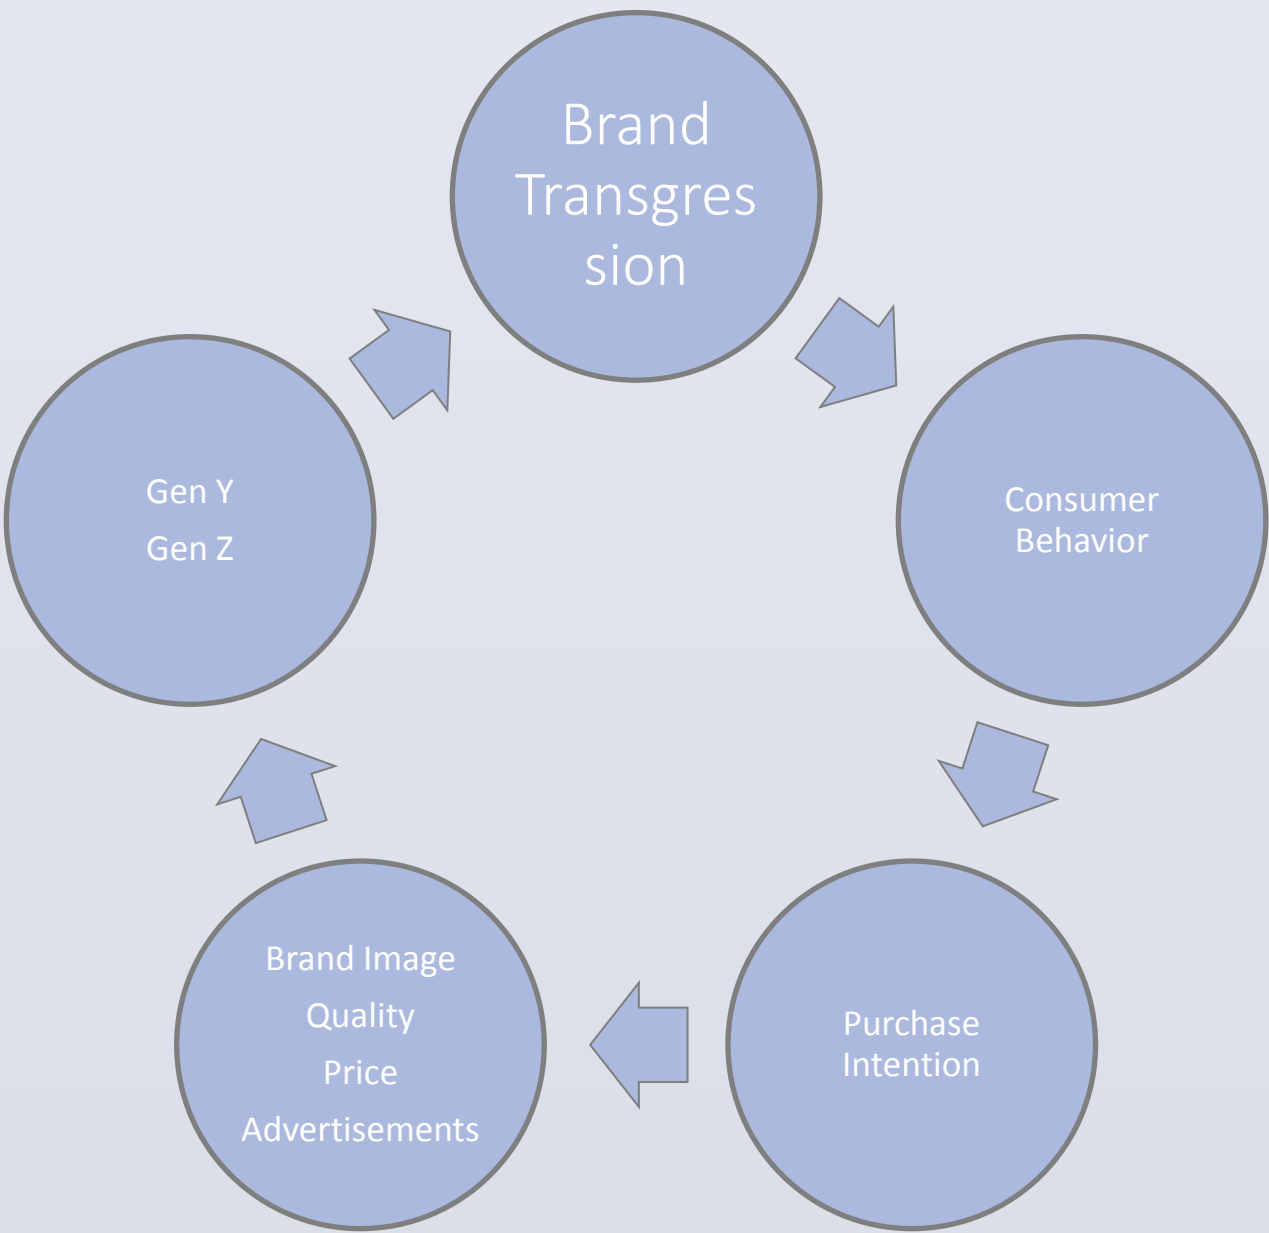 Brand
Transgres
sion
Consumer
Behavior
Purchase
Intention
Brand Image
Quality
Price
Advertisements
Gen Y
Gen Z